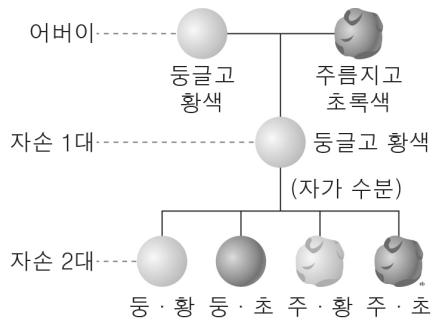 어버이
둥글고
황색
주름지고
초록색
자손 1대
둥글고 황색
(자가 수분)
자손 2대
둥·황 둥·초 주·황 주·초